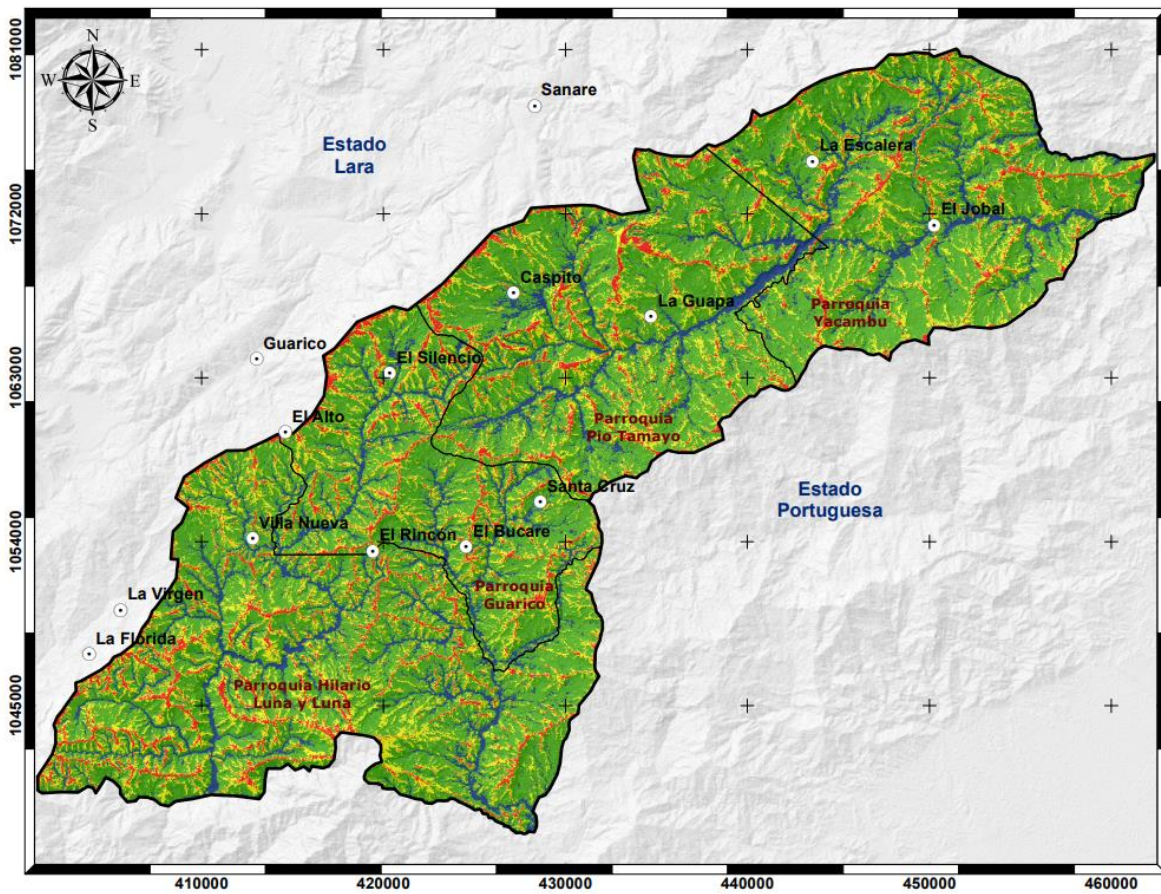 N
W E
S
Sanare
Estado
Lara
La Escalera
El Jobal
Caspito
La Guapa
Parroquia
Yacambu
Guarico
El Silencio
El Alto
Parroquia
Pio Tamayo
Santa Cruz
Estado
Portuguesa
Villa Nueva
El RIncón
El Bucare
Parroquia
Guarico
La Virgen
La Flórida
Parroquia Hilario
Luna y Luna
1081000
1072000
1063000
1054000
1045000
410000 420000 430000 440000 450000 460000